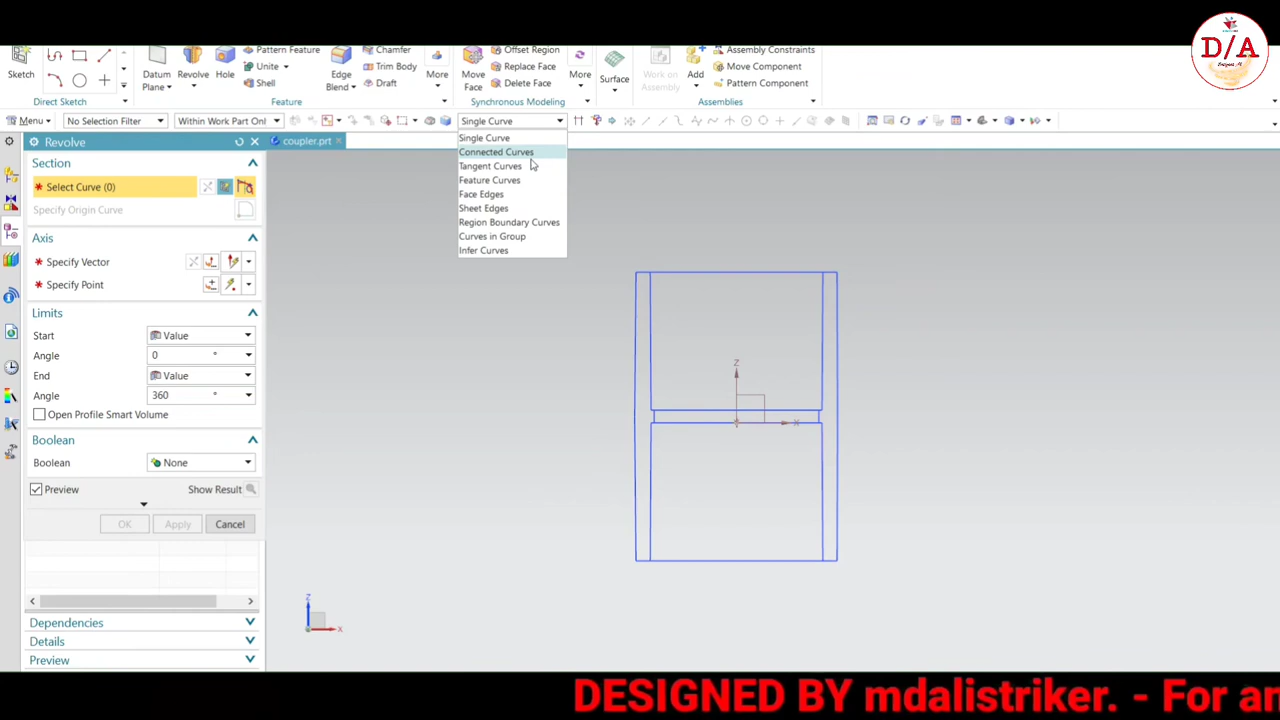 D/A
Pattern Feature
Chamfer
Offset Region
Assembly Constraints
Unite
Trim Body
Replace Face
Move Component
Sketch
Datum Plane
Revolve
Hole
Shell
Edge Blend
Draft
More
Move Face
Delete Face
More
Surface
Work on Assembly
Add
Pattern Component
Direct Sketch
Feature
Synchronous Modeling
Assemblies
Menu
No Selection Filter
Within Work Part Onl
Single Curve
Revolve
coupler.prt
Single Curve
Connected Curves
Tangent Curves
Feature Curves
Face Edges
Sheet Edges
Region Boundary Curves
Curves in Group
Infer Curves
Section
* Select Curve (0)
Specify Origin Curve
Axis
* Specify Vector
* Specify Point
Limits
Start
Value
Angle
0
°
End
Value
Angle
360
°
Open Profile Smart Volume
Boolean
Boolean
None
Preview
Show Result
OK
Apply
Cancel
Dependencies
Details
Preview
Z
X
Z
X
DESIGNED BY mdalistriker. - For an